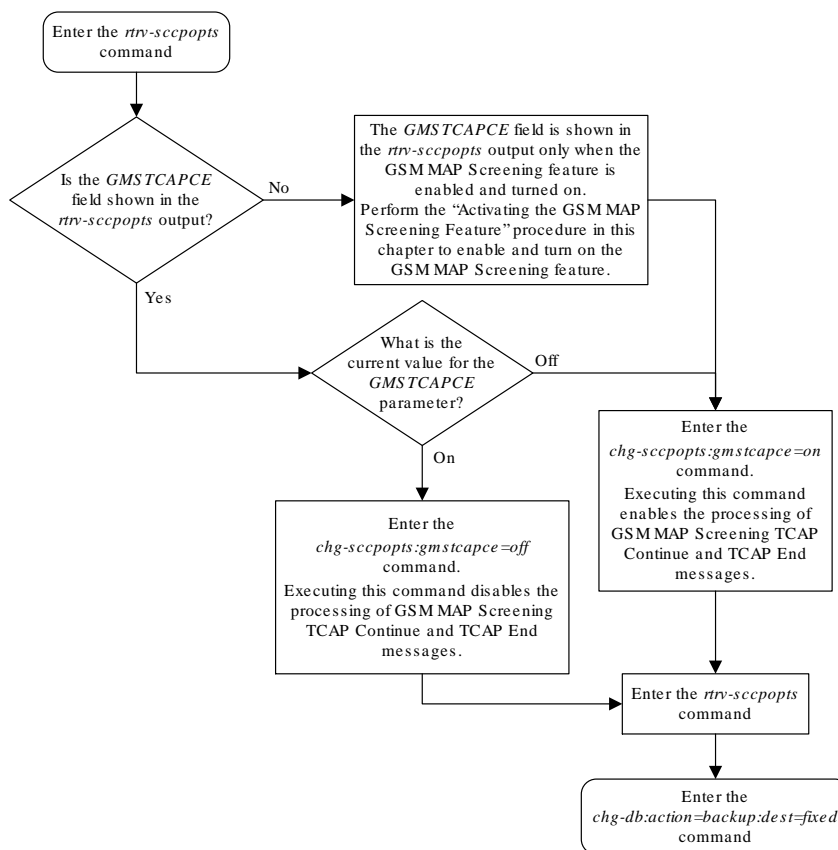 Enter the rtrv-sccpopts
command
Is the GMSTCAPCE
field shown in the
rtrv-sccpopts output?
No
The GMSTCAPCE field is shown in
the rtrv-sccpopts output only when the
GSM MAP Screening feature is
enabled and turned on.
Perform the “Activating the GSM MAP
Screening Feature” procedure in this
chapter to enable and turn on the
GSM MAP Screening feature.
Yes
What is the
current value for the
GMSTCAPCE
parameter?
Off
On
Enter the
chg-sccpopts:gmstcapce=on
command.
Executing this command
enables the processing of
GSM MAP Screening TCAP
Continue and TCAP End
messages.
Enter the
chg-sccpopts:gmstcapce=off
command.
Executing this command disables the
processing of GSM MAP Screening
TCAP Continue and TCAP End
messages.
Enter the rtrv-sccpopts
command
Enter the
chg-db:action=backup:dest=fixed
command